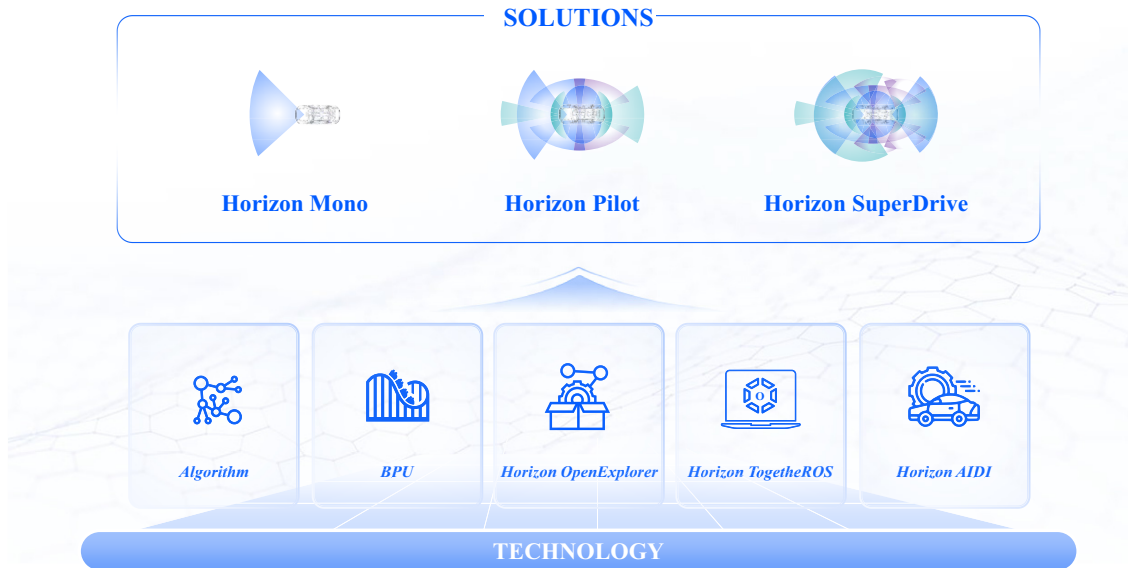 SOLUTIONS
Horizon Mono
Horizon Pilot
Horizon SuperDrive
Algorithm
BPU
Horizon OpenExplorer
Horizon TogetheROS
Horizon AIDI
TECHNOLOGY